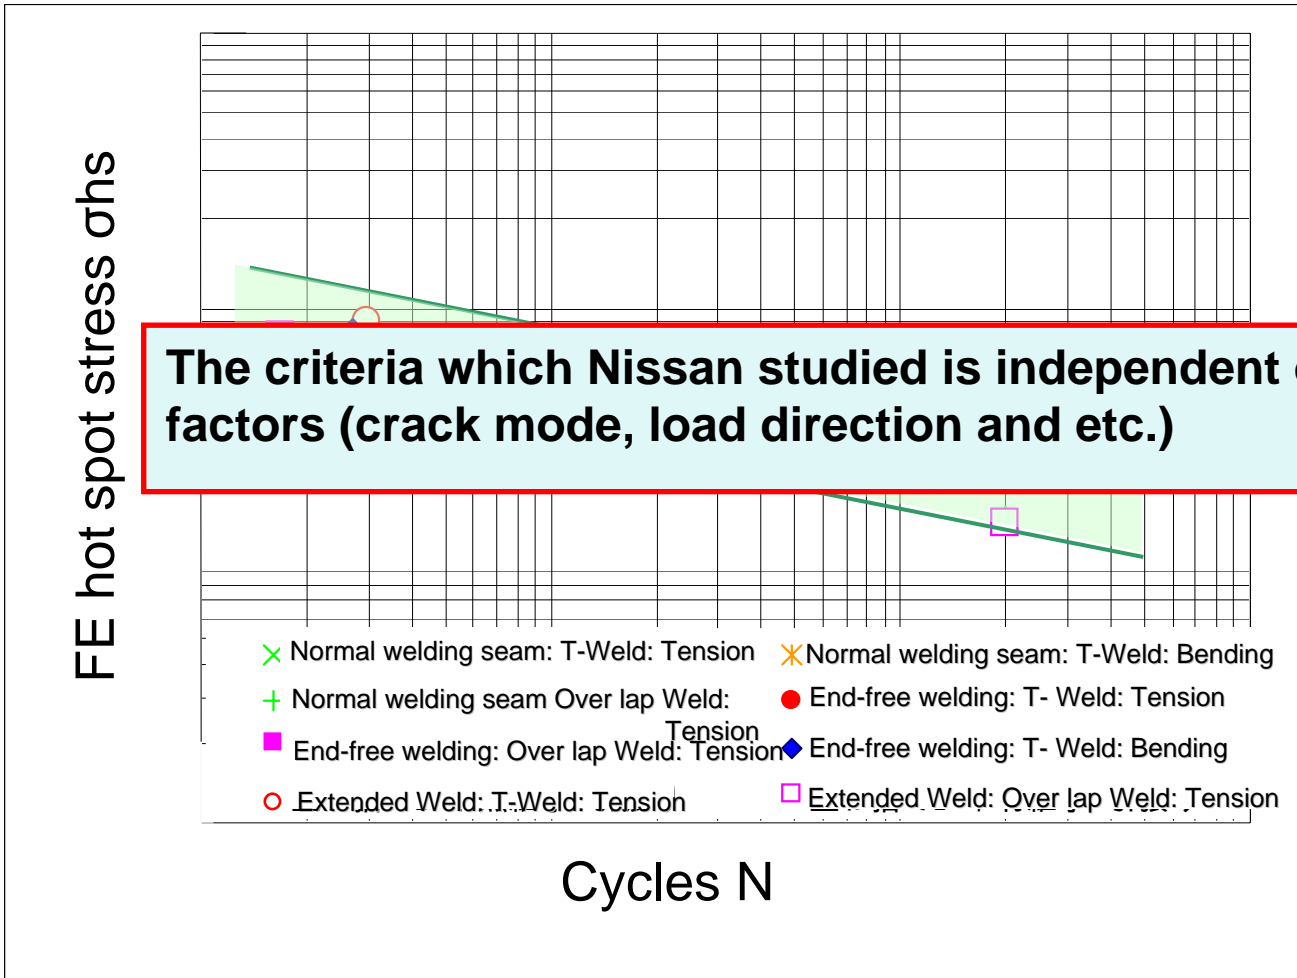 FE hot spot stress σhs
The criteria which Nissan studied is independent
factors (crack mode, load direction and etc.)
Normal welding seam: T-Weld: Tension
Normal welding seam: T-Weld: Bending
Normal welding seam Over lap Weld:
Tension
End-free welding: T- Weld: Tension
End-free welding: Over lap Weld: Tension
End-free welding: T- Weld: Bending
Extended Weld: T-Weld: Tension
Extended Weld: Over lap Weld: Tension
Cycles N